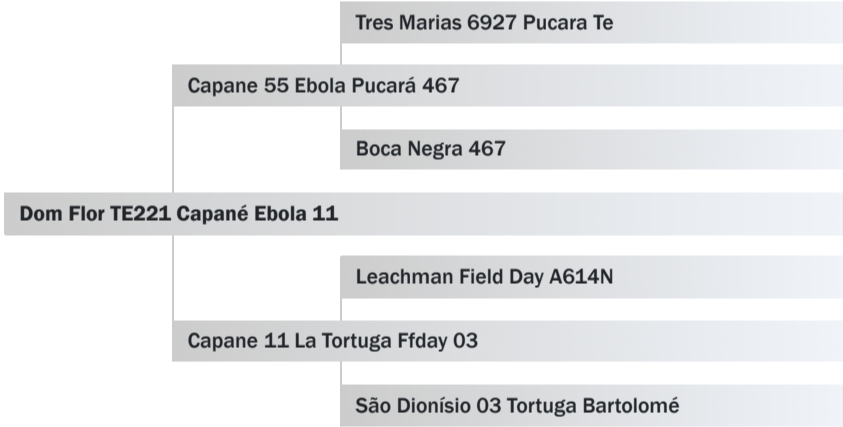 Tres Marias 6927 Pucara Te
Capane 55 Ebola Pucará 467
Boca Negra 467
Dom Flor TE221 Capané Ebola 11
Leachman Field Day A614N
Capane 11 La Tortuga Ffday 03
São Dionísio 03 Tortuga Bartolomé